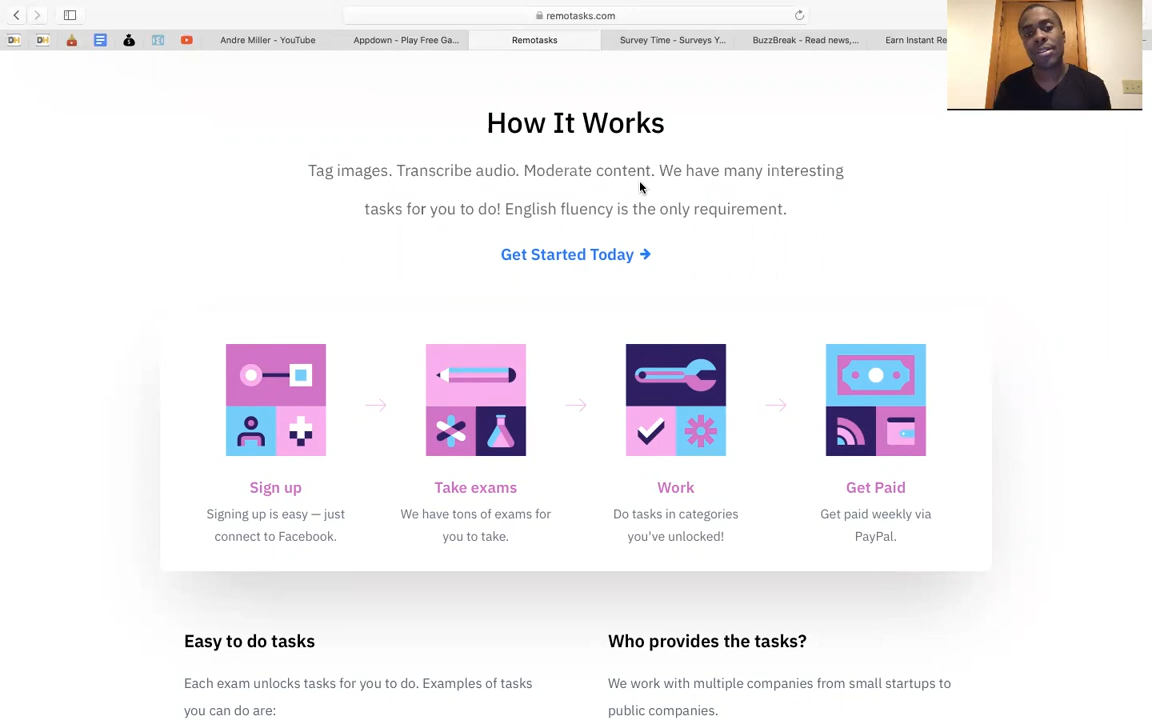 remotasks.com
Andre Miller - YouTube
Appdown - Play Free Ga...
Remotasks
Survey Time - Surveys Y...
BuzzBreak - Read news,...
Earn Instant Re
How It Works
Tag images. Transcribe audio. Moderate content. We have many interesting
tasks for you to do! English fluency is the only requirement.
Get Started Today →
Sign up
Signing up is easy — just
connect to Facebook.
Take exams
We have tons of exams for
you to take.
Work
Do tasks in categories
you've unlocked!
Get Paid
Get paid weekly via
PayPal.
Easy to do tasks
Each exam unlocks tasks for you to do. Examples of tasks
you can do are:
Who provides the tasks?
We work with multiple companies from small startups to
public companies.